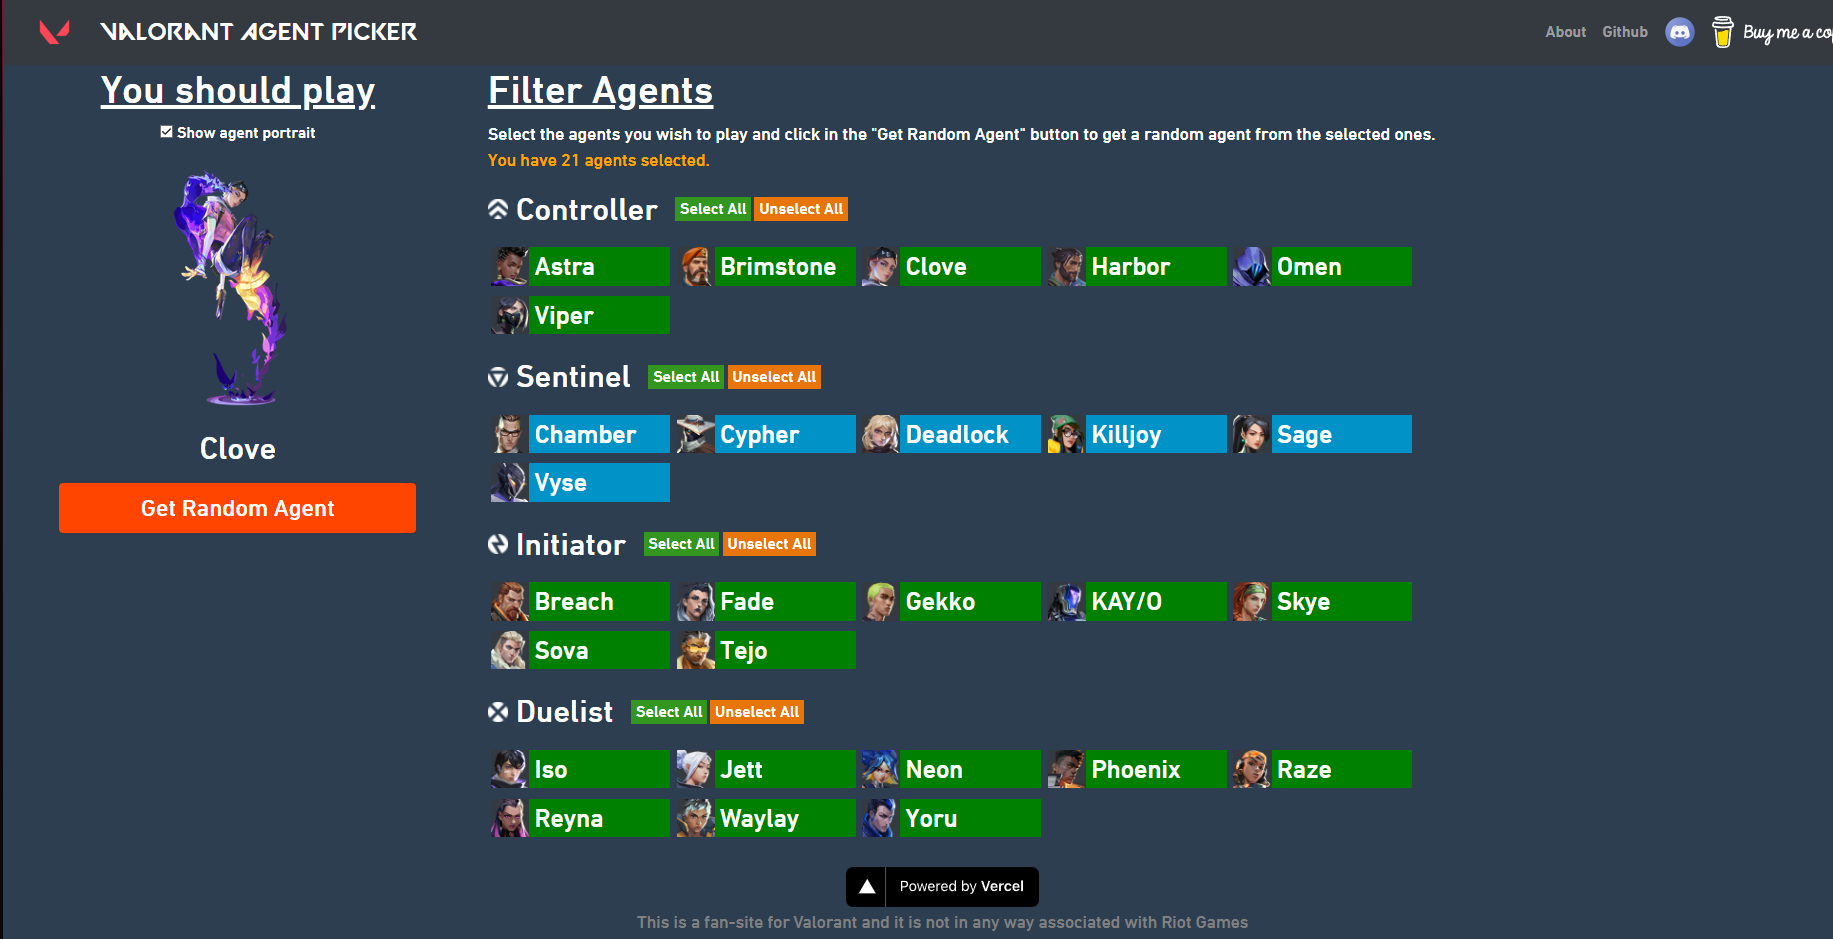 VALORANT AGENT PICKER
About Github Buy me a cof
You should play
Show agent portrait
Clove
Get Random Agent
Filter Agents
Select the agents you wish to play and click in the "Get Random Agent" button to get a random agent from the selected ones.
You have 21 agents selected.
Controller Select All Unselect All
Astra Brimstone Clove Harbor Omen
Viper
Sentinel Select All Unselect All
Chamber Cypher Deadlock Killjoy Sage
Vyse
Initiator Select All Unselect All
Breach Fade Gekko KAY/O Skye
Sova Tejo
Duelist Select All Unselect All
Iso Jett Neon Phoenix Raze
Reyna Waylay Yoru
Powered by Vercel
This is a fan-site for Valorant and it is not in any way associated with Riot Games